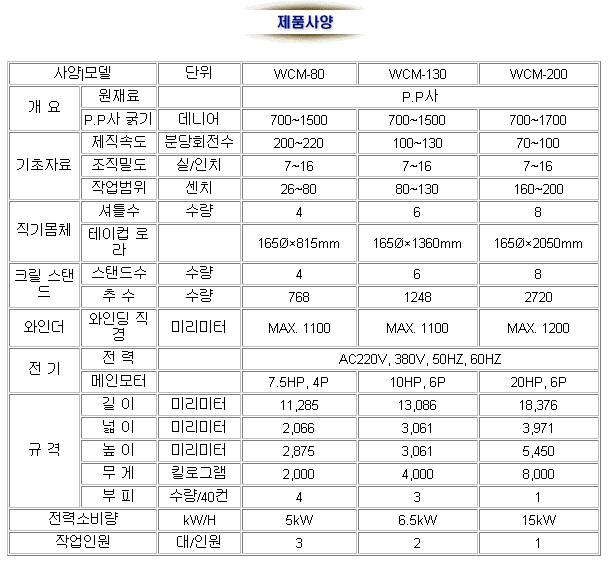 제품사양
사양|모델 단위 WCM-80 WCM-130 WCM-200
개 요 원재료 P.P사
P.P사 굵기 데니어 700~1500 700~1500 700~1700
기초자료 제직속도 분당회전수 200~220 100~130 70~100
조직밀도 실/인치 7~16 7~16 7~16
작업범위 센치 26~80 80~130 160~200
직기몸체 셔틀수 수량 4 6 8
테이컵 로라 165Ø×815mm 165Ø×1360mm 165Ø×2050mm
크릴 스탠드 스탠드수 수량 4 6 8
추 수 수량 768 1248 2720
와인더 와인딩 직경 미리미터 MAX. 1100 MAX. 1100 MAX. 1200
전 기 전 력 AC220V, 380V, 50HZ, 60HZ
메인모터 7.5HP, 4P 10HP, 6P 20HP, 6P
규 격 길 이 미리미터 11,285 13,086 18,376
넓 이 미리미터 2,066 3,061 3,971
높 이 미리미터 2,875 3,061 5,450
무 게 킬로그램 2,000 4,000 8,000
부 피 수량/40컨 4 3 1
전력소비량 kW/H 5kW 6.5kW 15kW
작업인원 대/인원 3 2 1